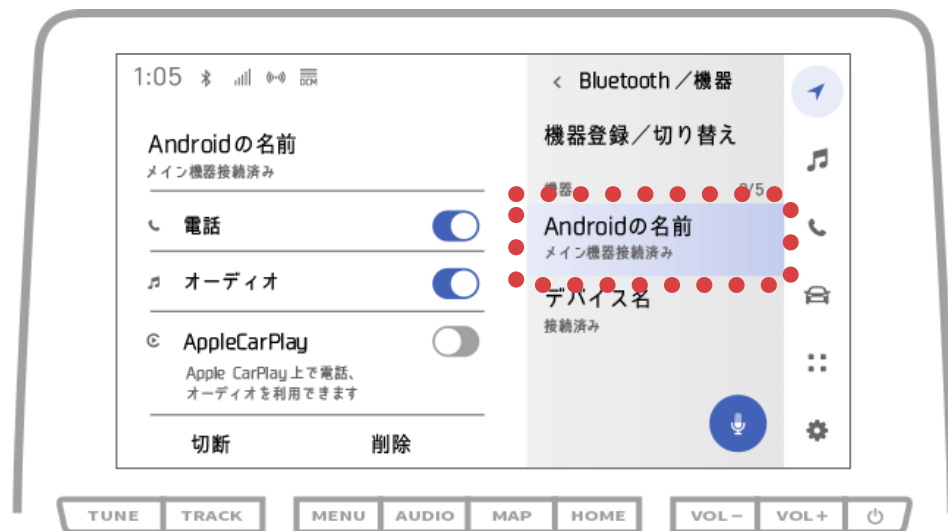 1:05 DCM
Androidの名前
メイン機器接続済み
電話
オーディオ
AppleCarPlay
Apple CarPlay上で電話、
オーディオを利用できます
切断 削除
< Bluetooth／機器
機器登録／切り替え
機器 /5
Androidの名前
メイン機器接続済み
デバイス名
接続済み
TUNE TRACK MENU AUDIO MAP HOME VOL− VOL+